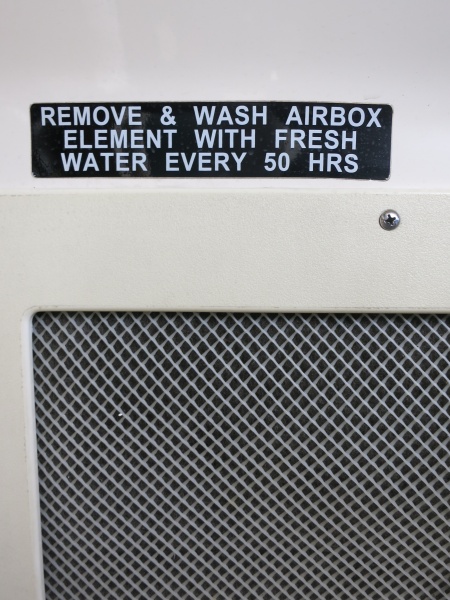 REMOVE & WASH AIRBOX
ELEMENT WITH FRESH
WATER EVERY 50 HRS